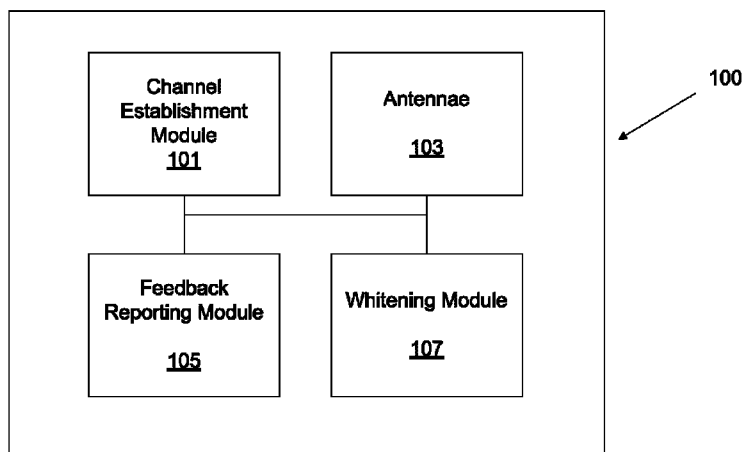 Channel
Establishment
Module
101
Antennae
103
100
Feedback
Reporting Module
105
Whitening Module
107